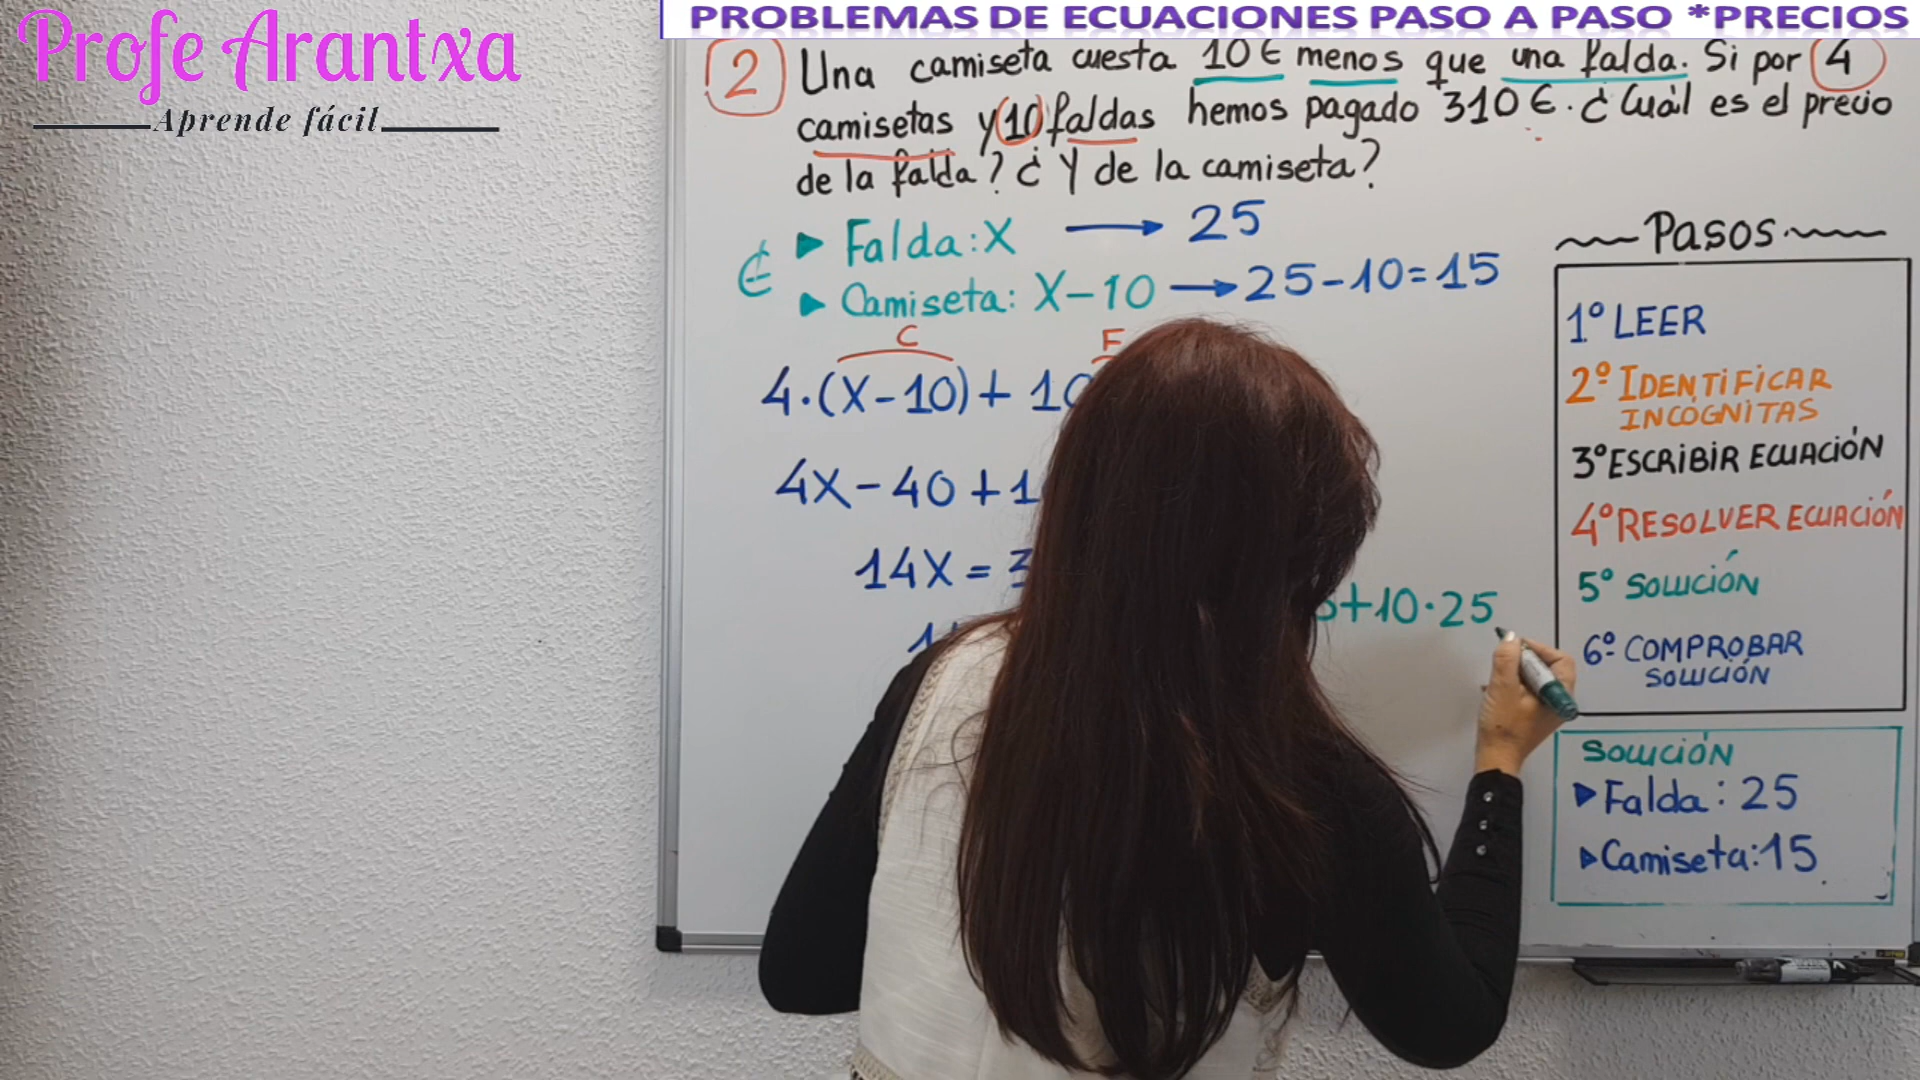 Profe Arantxa
Aprende fácil
PROBLEMAS DE ECUACIONES PASO A PASO *PRECIOS
2 Una camiseta cuesta 10€ menos que una falda. Si por 4
camisetas y 10 faldas hemos pagado 310€. ¿Cuál es el precio
de la falda? ¿Y de la camiseta?
€
► Falda: X → 25
► Camiseta: X-10 → 25-10=15
C F
4·(X-10)+ 10
4X-40+1
14X = 3
+10·25
Pasos
1º LEER
2º IDENTIFICAR
INCÓGNITAS
3º ESCRIBIR ECUACIÓN
4º RESOLVER ECUACIÓN
5º SOLUCIÓN
6º COMPROBAR
SOLUCIÓN
SOLUCIÓN
► Falda: 25
► Camiseta: 15